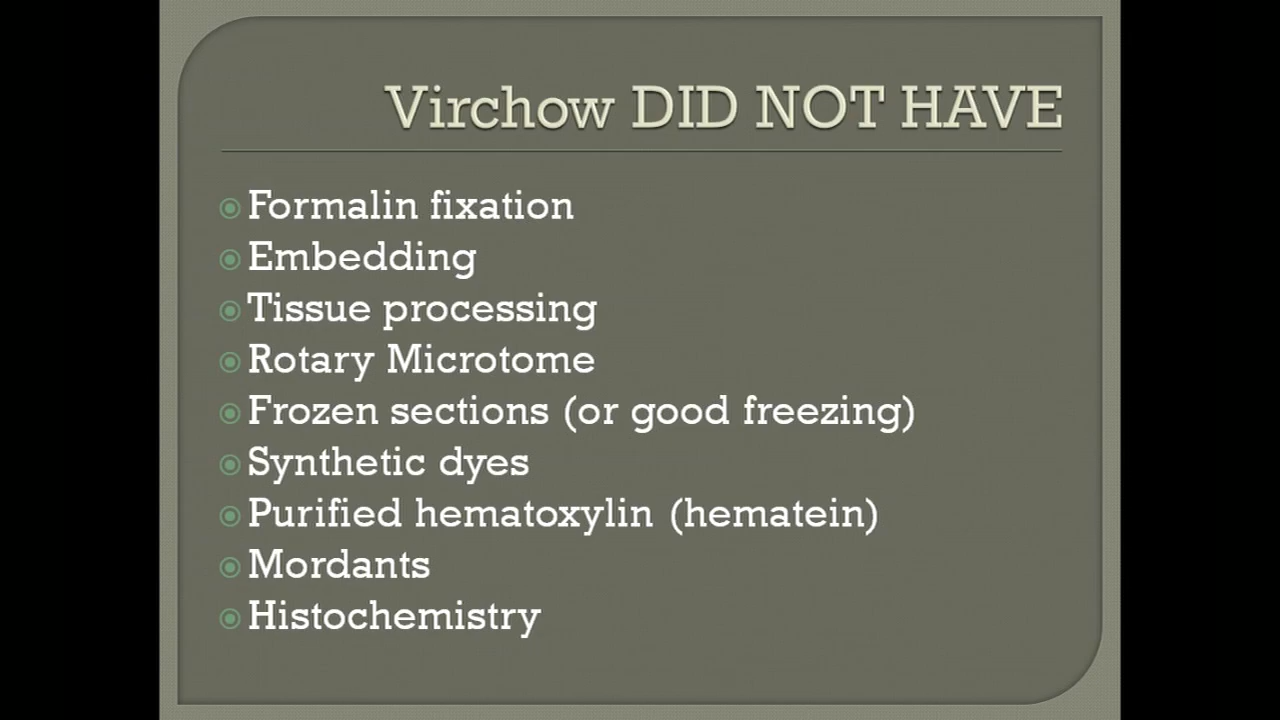 Virchow DID NOT HAVE
Formalin fixation
Embedding
Tissue processing
Rotary Microtome
Frozen sections (or good freezing)
Synthetic dyes
Purified hematoxylin (hematein)
Mordants
Histochemistry